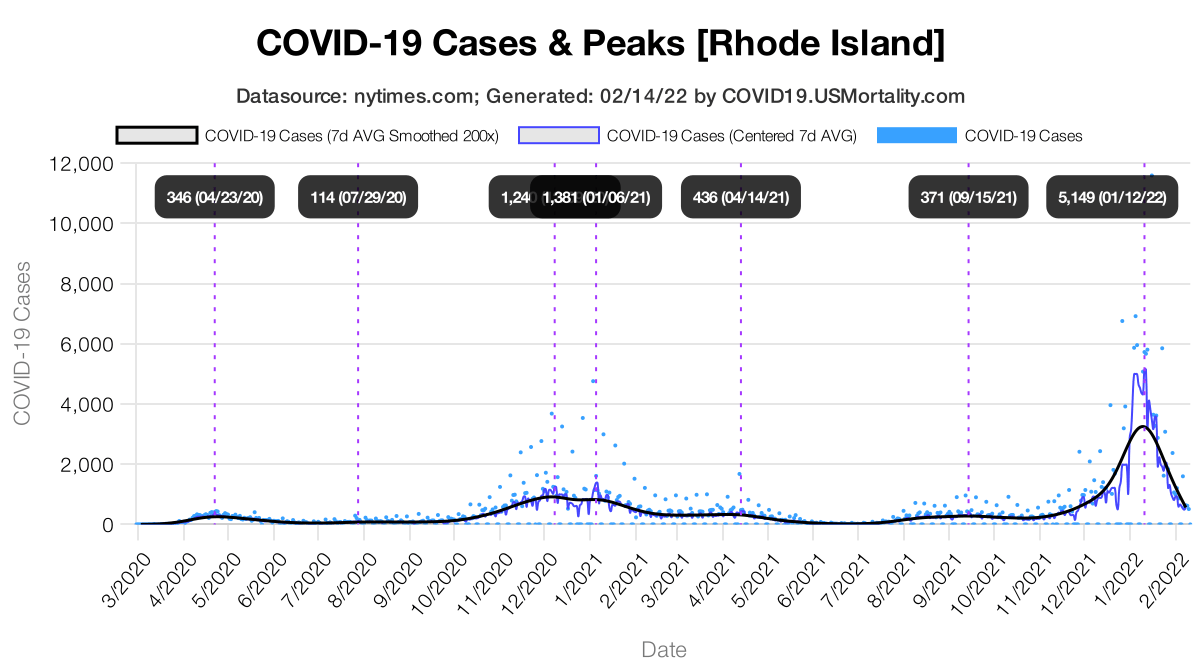 COVID-19 Cases & Peaks [Rhode Island]
Datasource: nytimes.com; Generated: 02/14/22 by COVID19.USMortality.com
COVID-19 Cases (7d AVG Smoothed 200x) COVID-19 Cases (Centered 7d AVG) COVID-19 Cases
12,000
346 (04/23/20) 114 (07/29/20) 1,381 (01/06/21) 436 (04/14/21) 371 (09/15/21) 5,149 (01/12/22)
10,000
8,000
6,000
4,000
2,000
0
COVID-19 Cases
3/2020 4/2020 5/2020 6/2020 7/2020 8/2020 9/2020 10/2020 11/2020 12/2020 1/2021 2/2021 3/2021 4/2021 5/2021 6/2021 7/2021 8/2021 9/2021 10/2021 11/2021 12/2021 1/2022 2/2022
Date